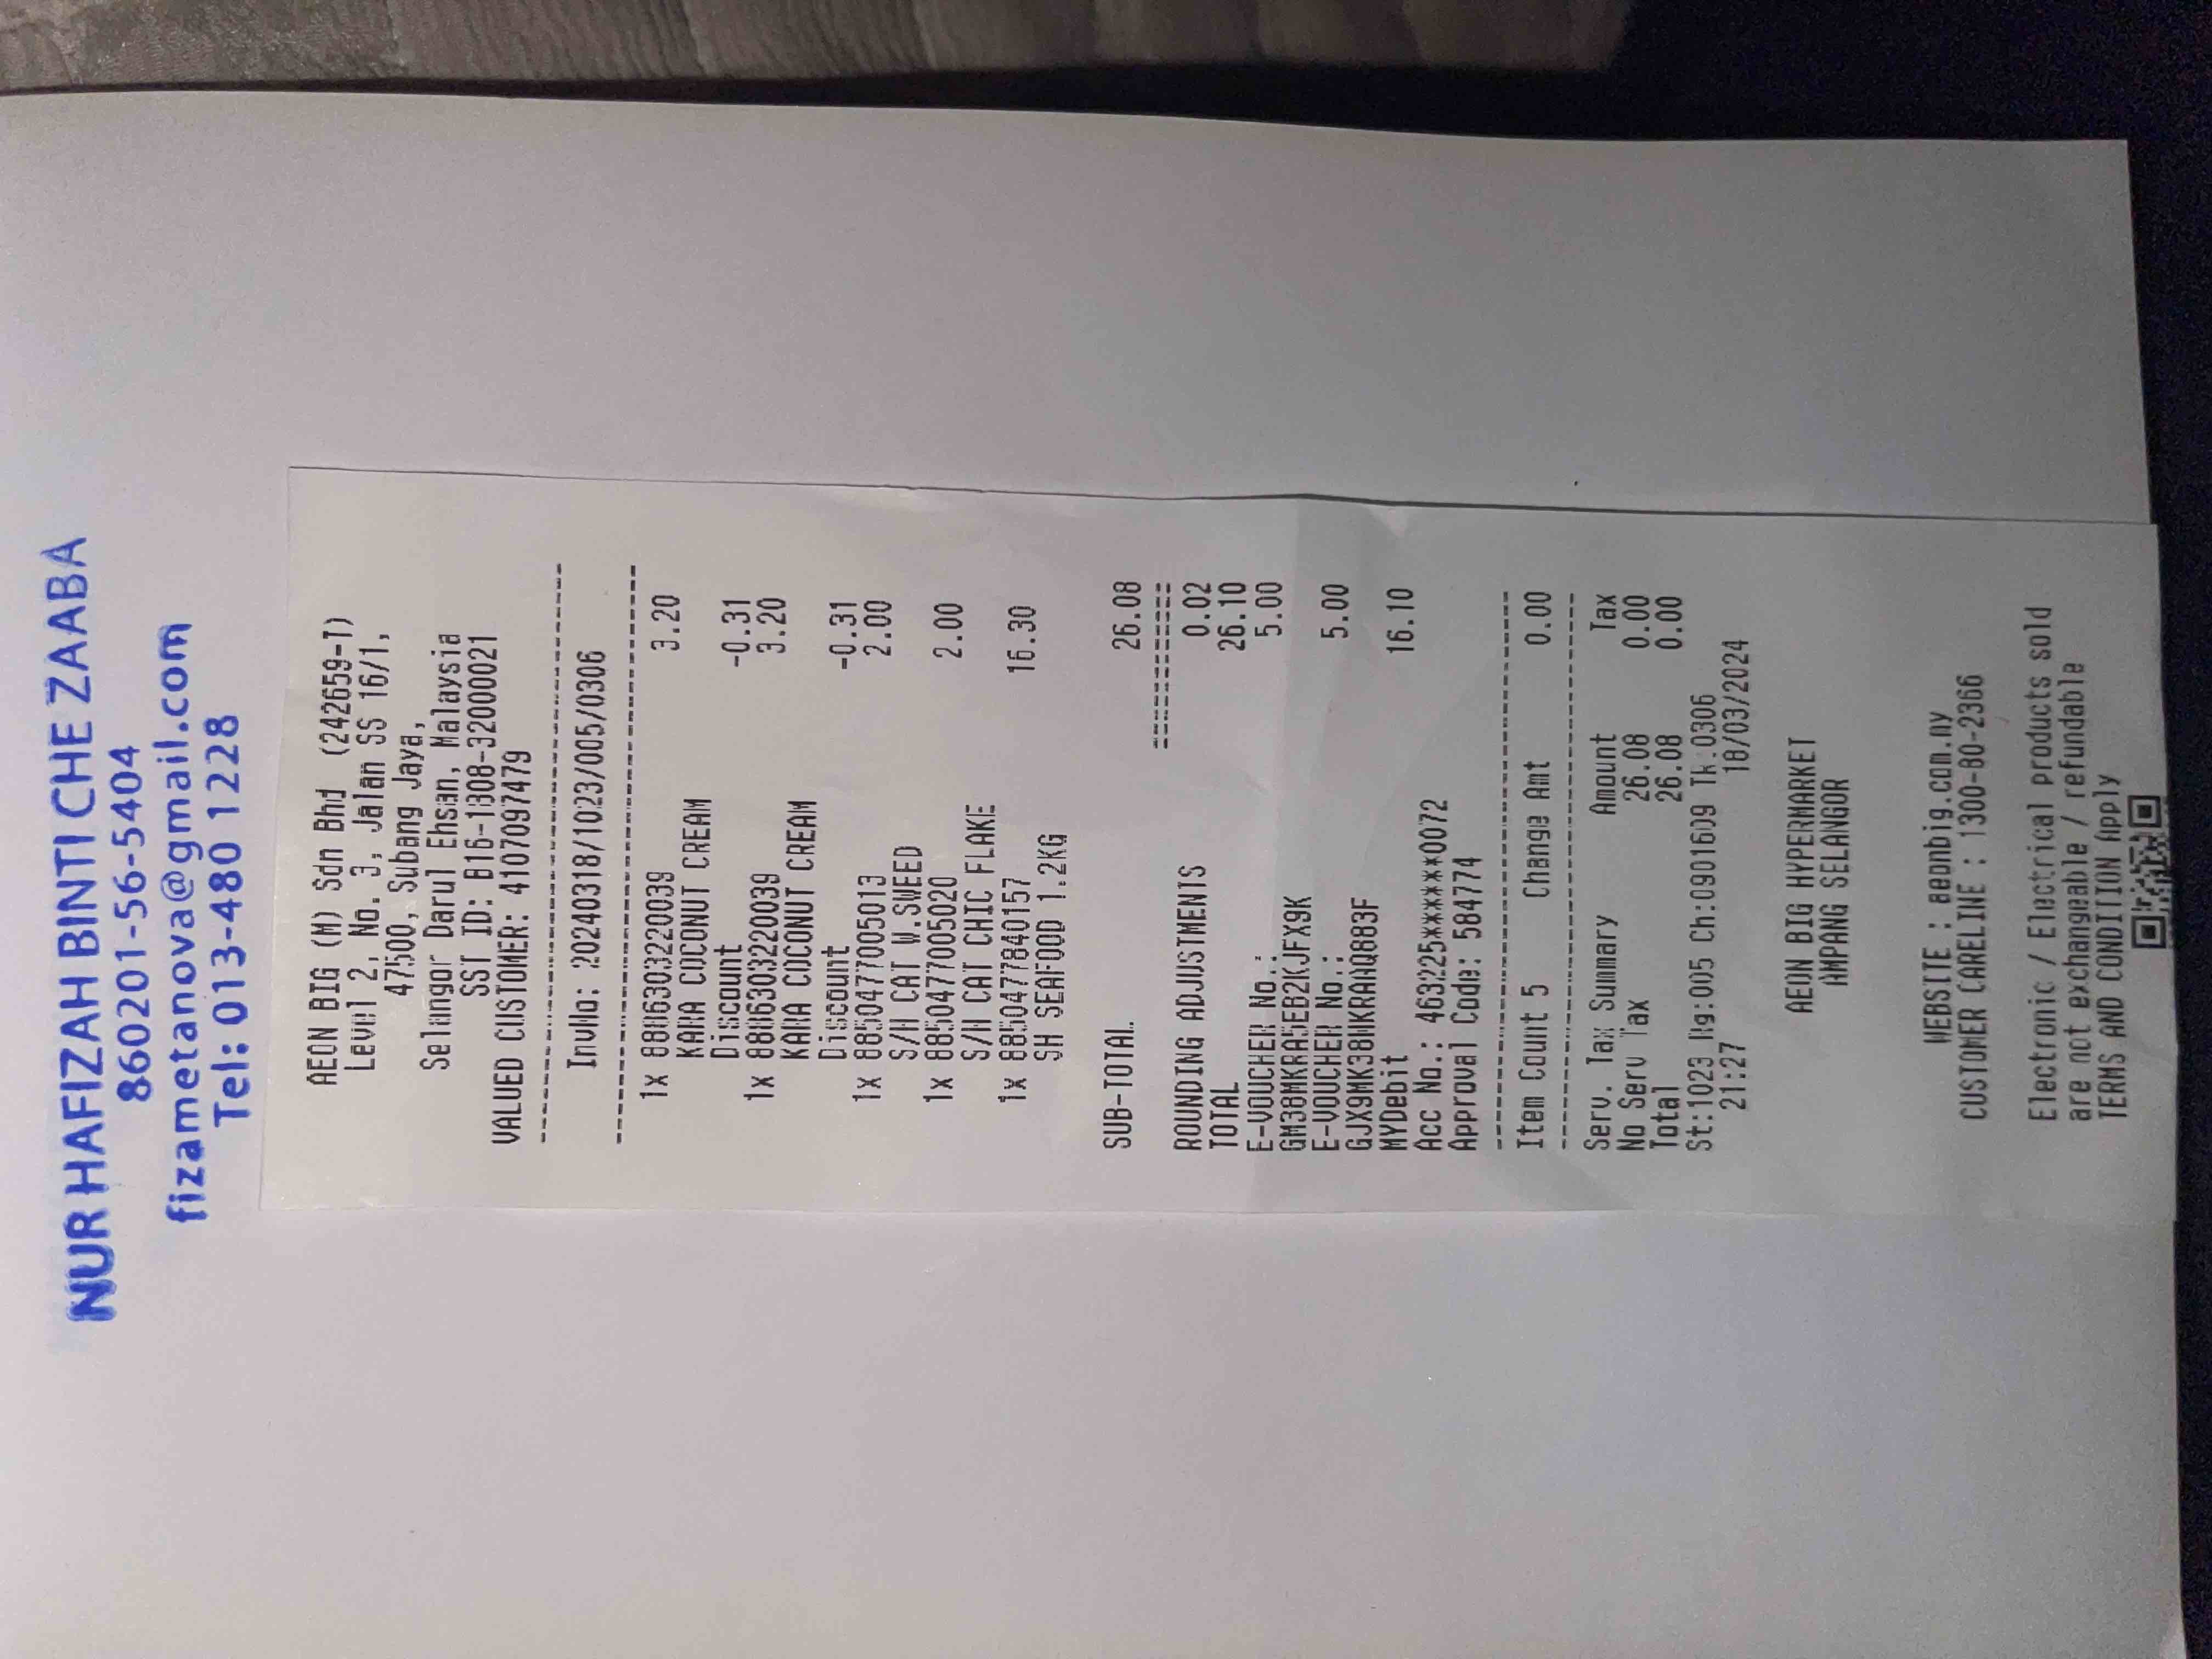 NUR HAFIZAH BINTI CHE ZAABA
860201-56-5404
fizametanova@gmail.com
Tel: 013-480 1228
AEON BIG (M) Sdn Bhd (242659-T)
Level 2, No. 3, Jalan SS 16/1,
47500, Subang Jaya,
Selangor Darul Ehsan, Malaysia
SST ID: B16-1808-32000021
VALUED CUSTOMER: 4107097479
InvNo: 20240318/1023/005/0306
1x 8886303220039 3.20
KARA COCONUT CREAM
Discount -0.31
1x 8886303220039 3.20
KARA COCONUT CREAM
Discount -0.31
1x 8850477005013 2.00
S/H CAT W.SWEED
1x 8850477005020 2.00
S/H CAT CHIC FLAKE
1x 8850477840157 16.30
SH SEAFOOD 1.2KG
SUB-TOTAL 26.08
ROUNDING ADJUSTMENTS 0.02
TOTAL 26.10
E-VOUCHER No.: 5.00
E-VOUCHER No.: 5.00
MYDebit 16.10
Acc No.: 463225******0072
Approval Code: 584774
Item Count 5 Change Amt 0.00
Serv. Tax Summary Amount Tax
No Serv Tax 26.08 0.00
Total 26.08 0.00
St:1023 Rg:005 Ch:0901609 Tk:0306
21:27 18/03/2024
AEON BIG HYPERMARKET
AMPANG SELANGOR
WEBSITE : aeonbig.com.my
CUSTOMER CARELINE : 1300-80-2366
Electronic / Electrical products sold
are not exchangeable / refundable
TERMS AND CONDITION Apply